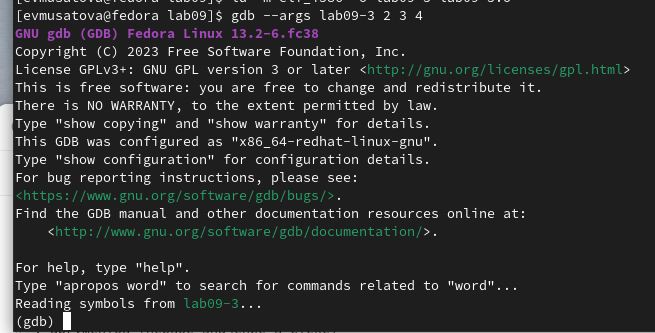 [evmusatova@fedora lab09]$ gdb --args lab09-3 2 3 4
GNU gdb (GDB) Fedora Linux 13.2-6.fc38
Copyright (C) 2023 Free Software Foundation, Inc.
License GPLv3+: GNU GPL version 3 or later <http://gnu.org/licenses/gpl.html>
This is free software: you are free to change and redistribute it.
There is NO WARRANTY, to the extent permitted by law.
Type "show copying" and "show warranty" for details.
This GDB was configured as "x86_64-redhat-linux-gnu".
Type "show configuration" for configuration details.
For bug reporting instructions, please see:
<https://www.gnu.org/software/gdb/bugs/>.
Find the GDB manual and other documentation resources online at:
    <http://www.gnu.org/software/gdb/documentation/>.

For help, type "help".
Type "apropos word" to search for commands related to "word"...
Reading symbols from lab09-3...
(gdb)